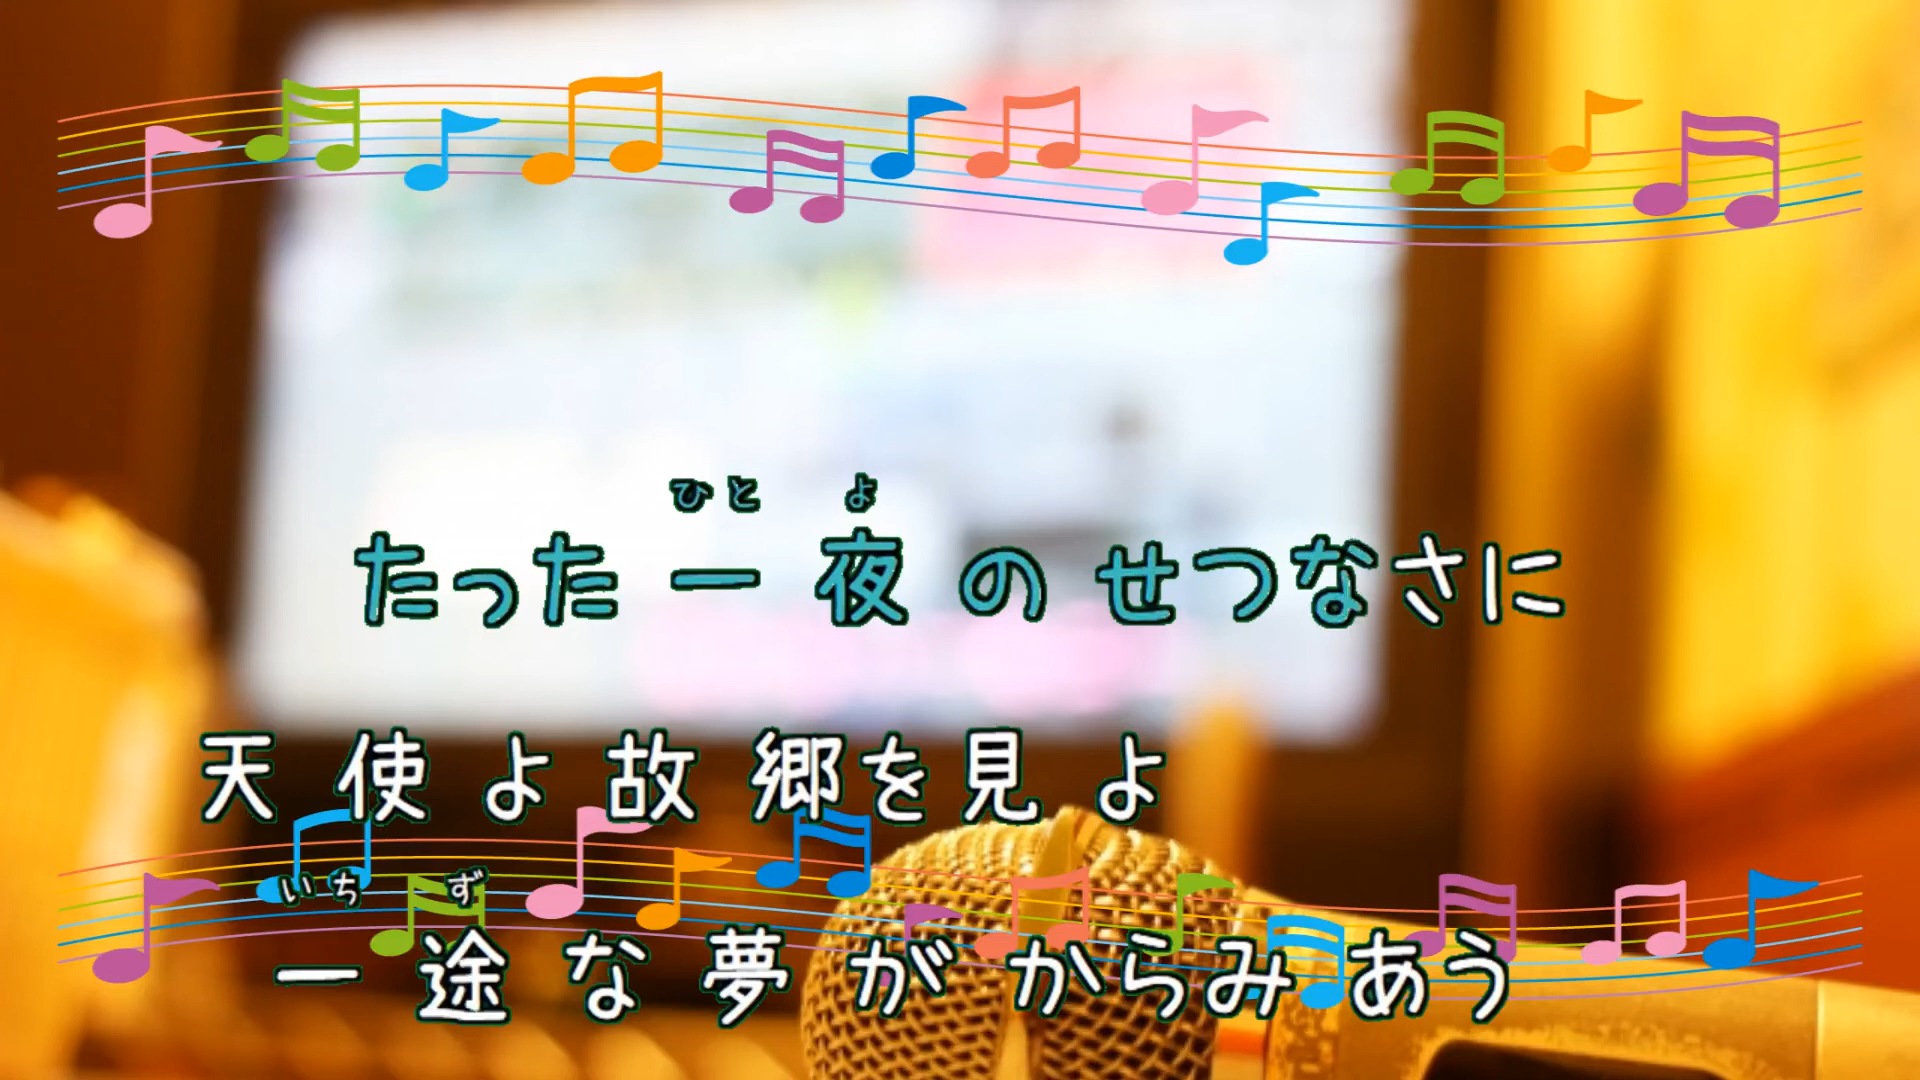 ひと よ
たった 一 夜 の せつなさに
天 使 よ 故 郷 を 見 よ
いち ず
一 途 な 夢 が からみ あう